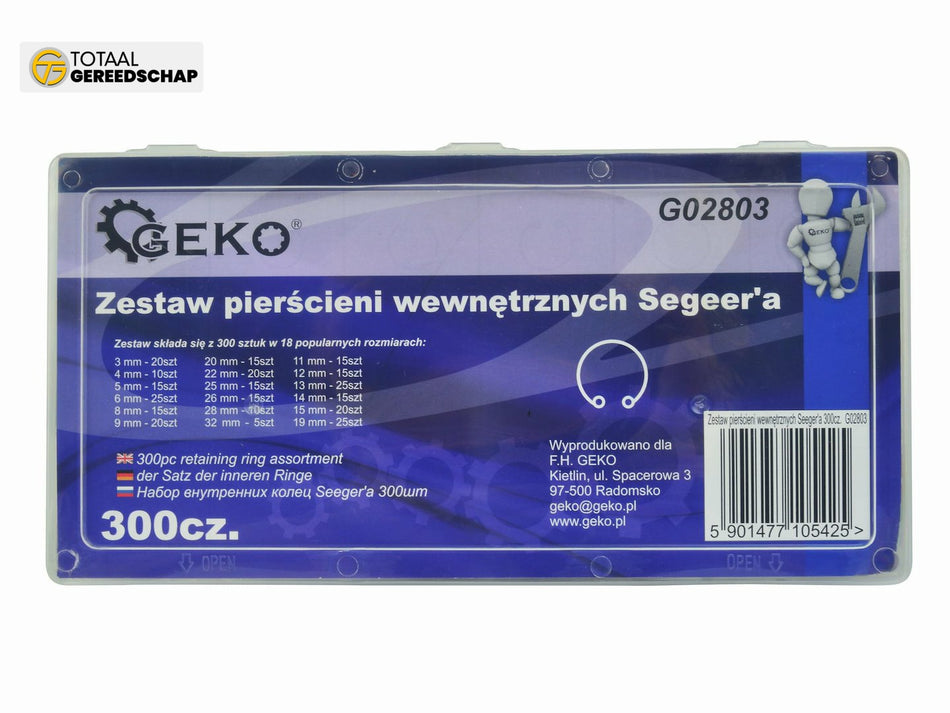 TOTAAL
GEREEDSCHAP
GEKO®
G02803
GEKO
Zestaw pierścieni wewnętrznych Segeer'a
Zestaw składa się z 300 sztuk w 18 popularnych rozmiarach:
3 mm - 20szt 20 mm - 15szt 11 mm - 15szt
4 mm - 10szt 22 mm - 20szt 12 mm - 15szt
5 mm - 15szt 25 mm - 15szt 13 mm - 25szt
6 mm - 25szt 26 mm - 15szt 14 mm - 15szt
8 mm - 15szt 28 mm - 10szt 15 mm - 20szt
9 mm - 20szt 32 mm - 5szt 19 mm - 25szt
300pc retaining ring assortment
der Satz der inneren Ringe
Набор внутренних колец Seeger'a 300шт
300cz.
Wyprodukowano dla
F.H. GEKO
Kietlin, ul. Spacerowa 3
97-500 Radomsko
geko@geko.pl
www.geko.pl
Zestaw pierścieni wewnętrznych Seeger'a 300cz. G02803
5 901477 105425 >
OPEN
OPEN